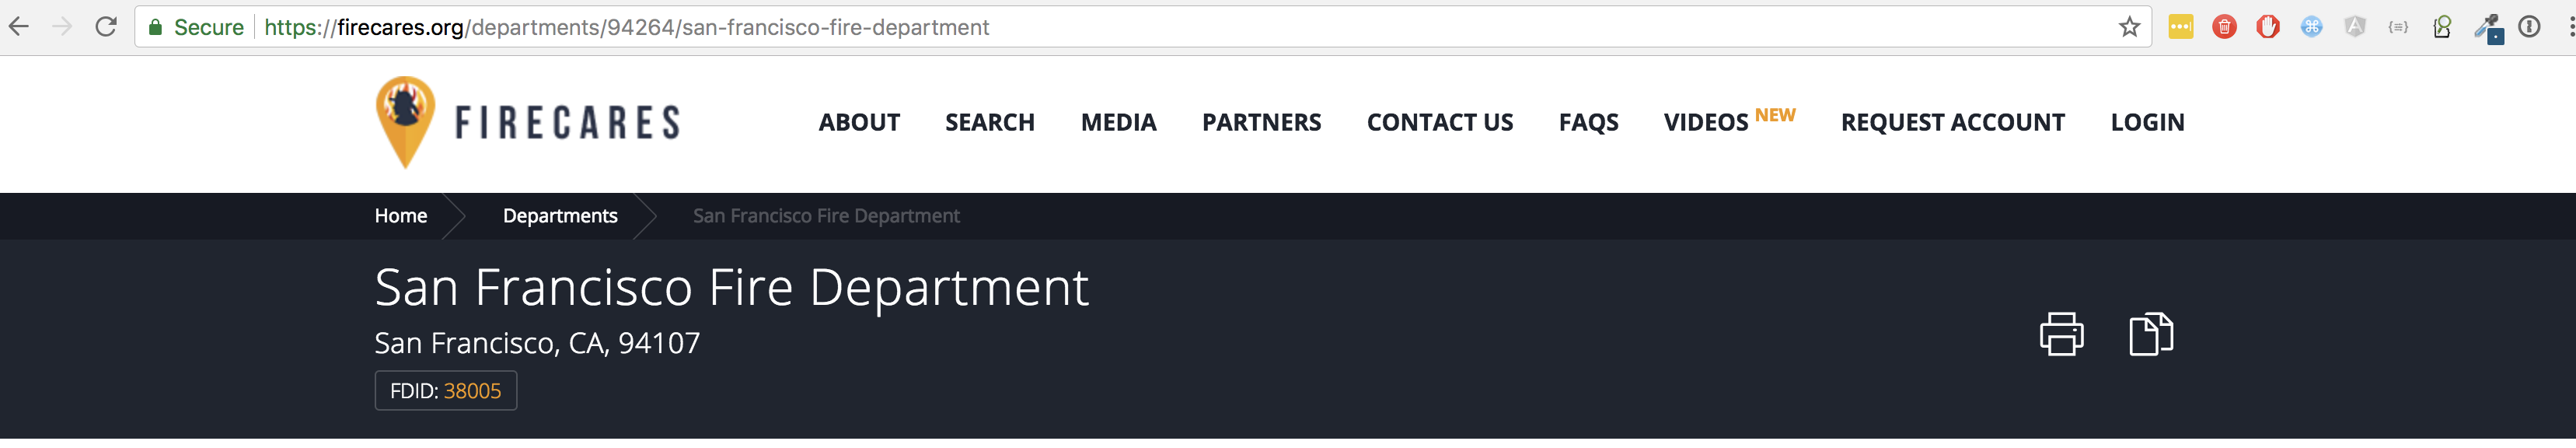 Secure https://firecares.org/departments/94264/san-francisco-fire-department
FIRECARES ABOUT SEARCH MEDIA PARTNERS CONTACT US FAQS VIDEOS NEW REQUEST ACCOUNT LOGIN
Home Departments San Francisco Fire Department
San Francisco Fire Department
San Francisco, CA, 94107
FDID: 38005